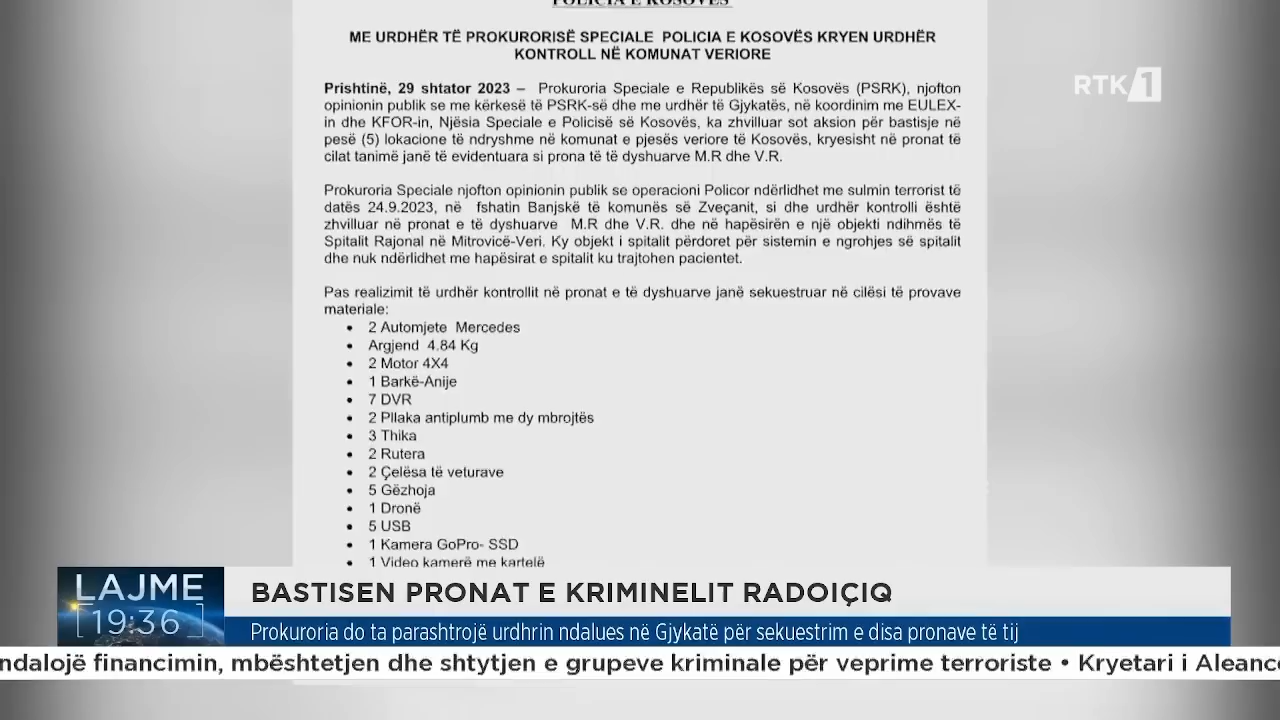 POLICIA E KOSOVËS
ME URDHËR TË PROKURORISË SPECIALE POLICIA E KOSOVËS KRYEN URDHËR
KONTROLL NË KOMUNAT VERIORE
Prishtinë, 29 shtator 2023 – Prokuroria Speciale e Republikës së Kosovës (PSRK), njofton
opinionin publik se me kërkesë të PSRK-së dhe me urdhër të Gjykatës, në koordinim me EULEX-
in dhe KFOR-in, Njësia Speciale e Policisë së Kosovës, ka zhvilluar sot aksion për bastisje në
pesë (5) lokacione të ndryshme në komunat e pjesës veriore të Kosovës, kryesisht në pronat të
cilat tanimë janë të evidentuara si prona të të dyshuarve M.R dhe V.R.
Prokuroria Speciale njofton opinionin publik se operacioni Policor ndërlidhet me sulmin terrorist të
datës 24.9.2023, në fshatin Banjskë të komunës së Zveçanit, si dhe urdhër kontrolli është
zhvilluar në pronat e të dyshuarve M.R dhe V.R. dhe në hapësirën e një objekti ndihmës të
Spitalit Rajonal në Mitrovicë-Veri. Ky objekt i spitalit përdoret për sistemin e ngrohjes së spitalit
dhe nuk ndërlidhet me hapësirat e spitalit ku trajtohen pacientet.
Pas realizimit të urdhër kontrollit në pronat e të dyshuarve janë sekuestruar në cilësi të provave
materiale:
• 2 Automjete Mercedes
• Argjend 4.84 Kg
• 2 Motor 4X4
• 1 Barkë-Anije
• 7 DVR
• 2 Pllaka antiplumb me dy mbrojtës
• 3 Thika
• 2 Rutera
• 2 Çelësa të veturave
• 5 Gëzhoja
• 1 Dronë
• 5 USB
• 1 Kamera GoPro- SSD
• 1 Video kamerë me kartelë
RTK 1
LAJME
19:36
BASTISEN PRONAT E KRIMINELIT RADOIÇIQ
Prokuroria do ta parashtrojë urdhrin ndalues në Gjykatë për sekuestrim e disa pronave të tij
ndalojë financimin, mbështetjen dhe shtytjen e grupeve kriminale për veprime terroriste • Kryetari i Aleanc